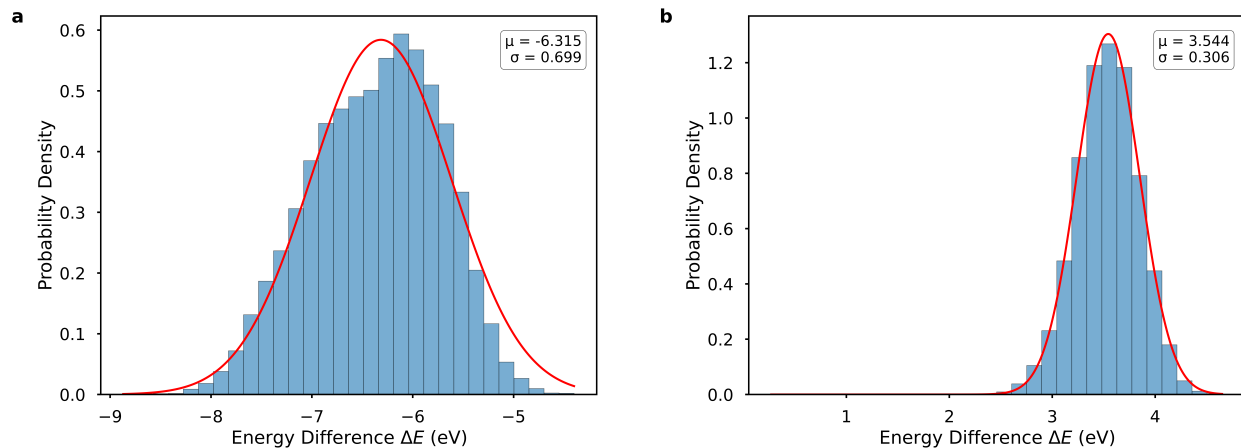 a
μ = -6.315
σ = 0.699
Probability Density
0.6
0.5
0.4
0.3
0.2
0.1
0.0
−9 −8 −7 −6 −5
Energy Difference ΔE (eV)
b
μ = 3.544
σ = 0.306
Probability Density
1.2
1.0
0.8
0.6
0.4
0.2
0.0
1 2 3 4
Energy Difference ΔE (eV)